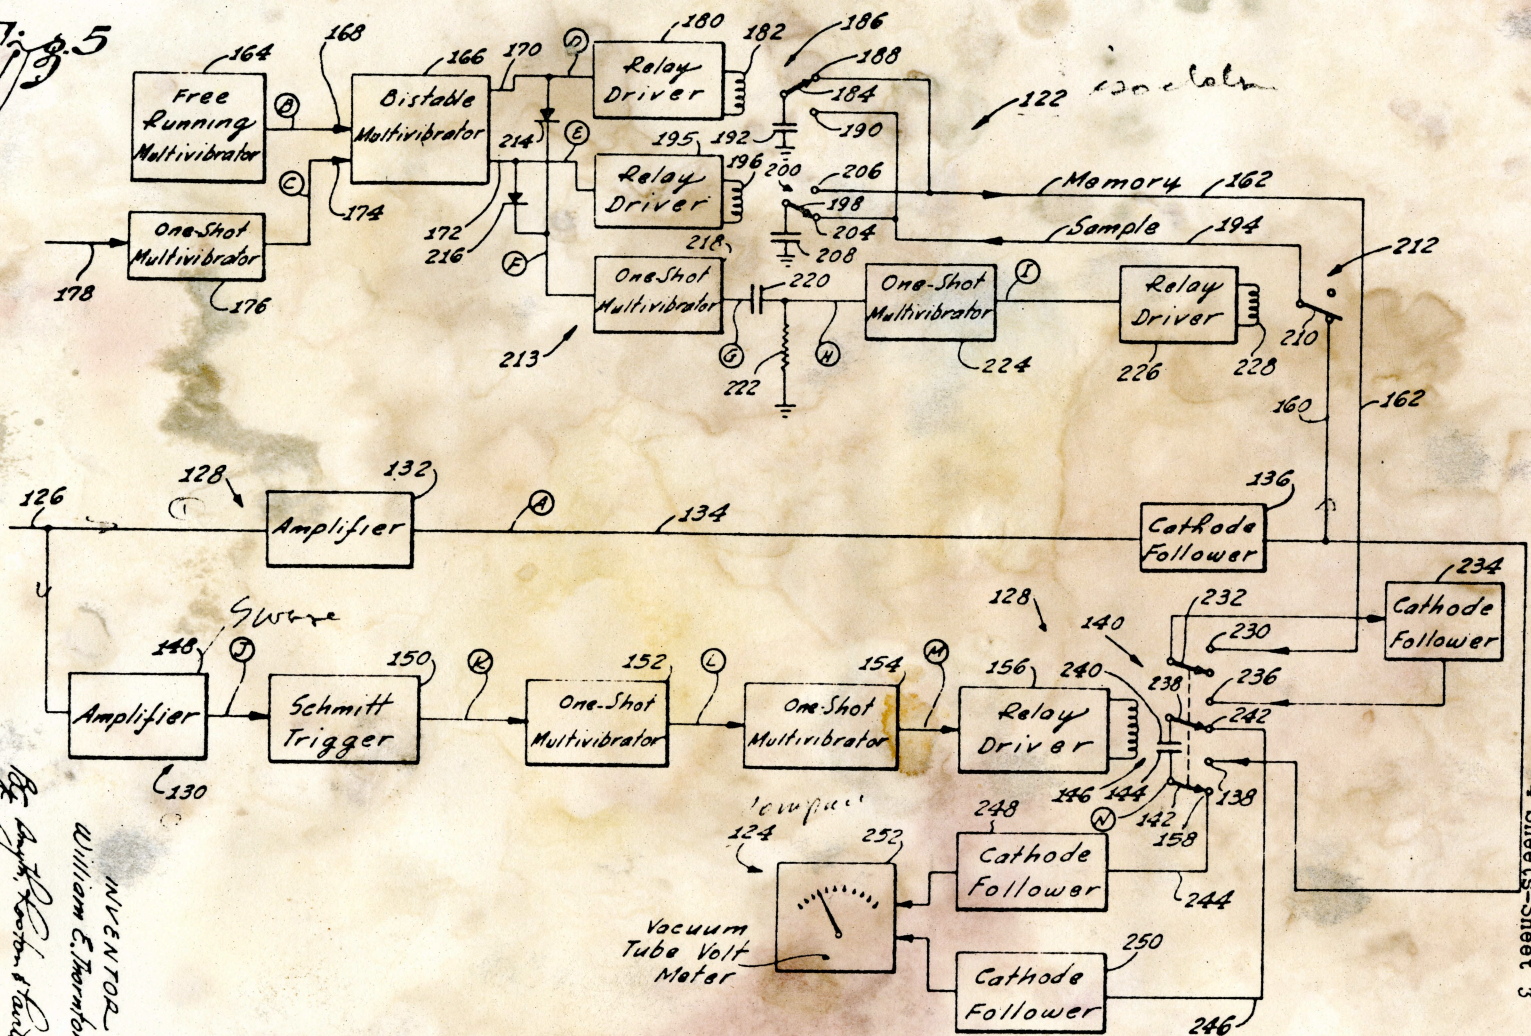 Fig. 5
164
168
166
170
D
180
182
186
188
Free Running Multivibrator
B
Bistable Multivibrator
Relay Driver
184
190
192
122
214
E
195
196
200
206
Relay Driver
198
204
208
C
174
172
216
F
Memory
162
Sample
194
212
One-Shot Multivibrator
178
176
218
220
One-Shot Multivibrator
213
G
222
H
One-Shot Multivibrator
224
I
Relay Driver
226
228
210
160
162
126
128
132
Amplifier
A
134
136
Cathode Follower
234
Cathode Follower
148
J
150
K
152
L
154
M
156
128
140
232
230
236
238
240
242
Amplifier
130
Schmitt Trigger
One-Shot Multivibrator
One-Shot Multivibrator
Relay Driver
146
144
N
142
158
138
124
252
248
Cathode Follower
244
Vacuum
Tube Volt
Meter
250
Cathode Follower
246
INVENTOR
William E. Thornton
Sheets-Sheet 3